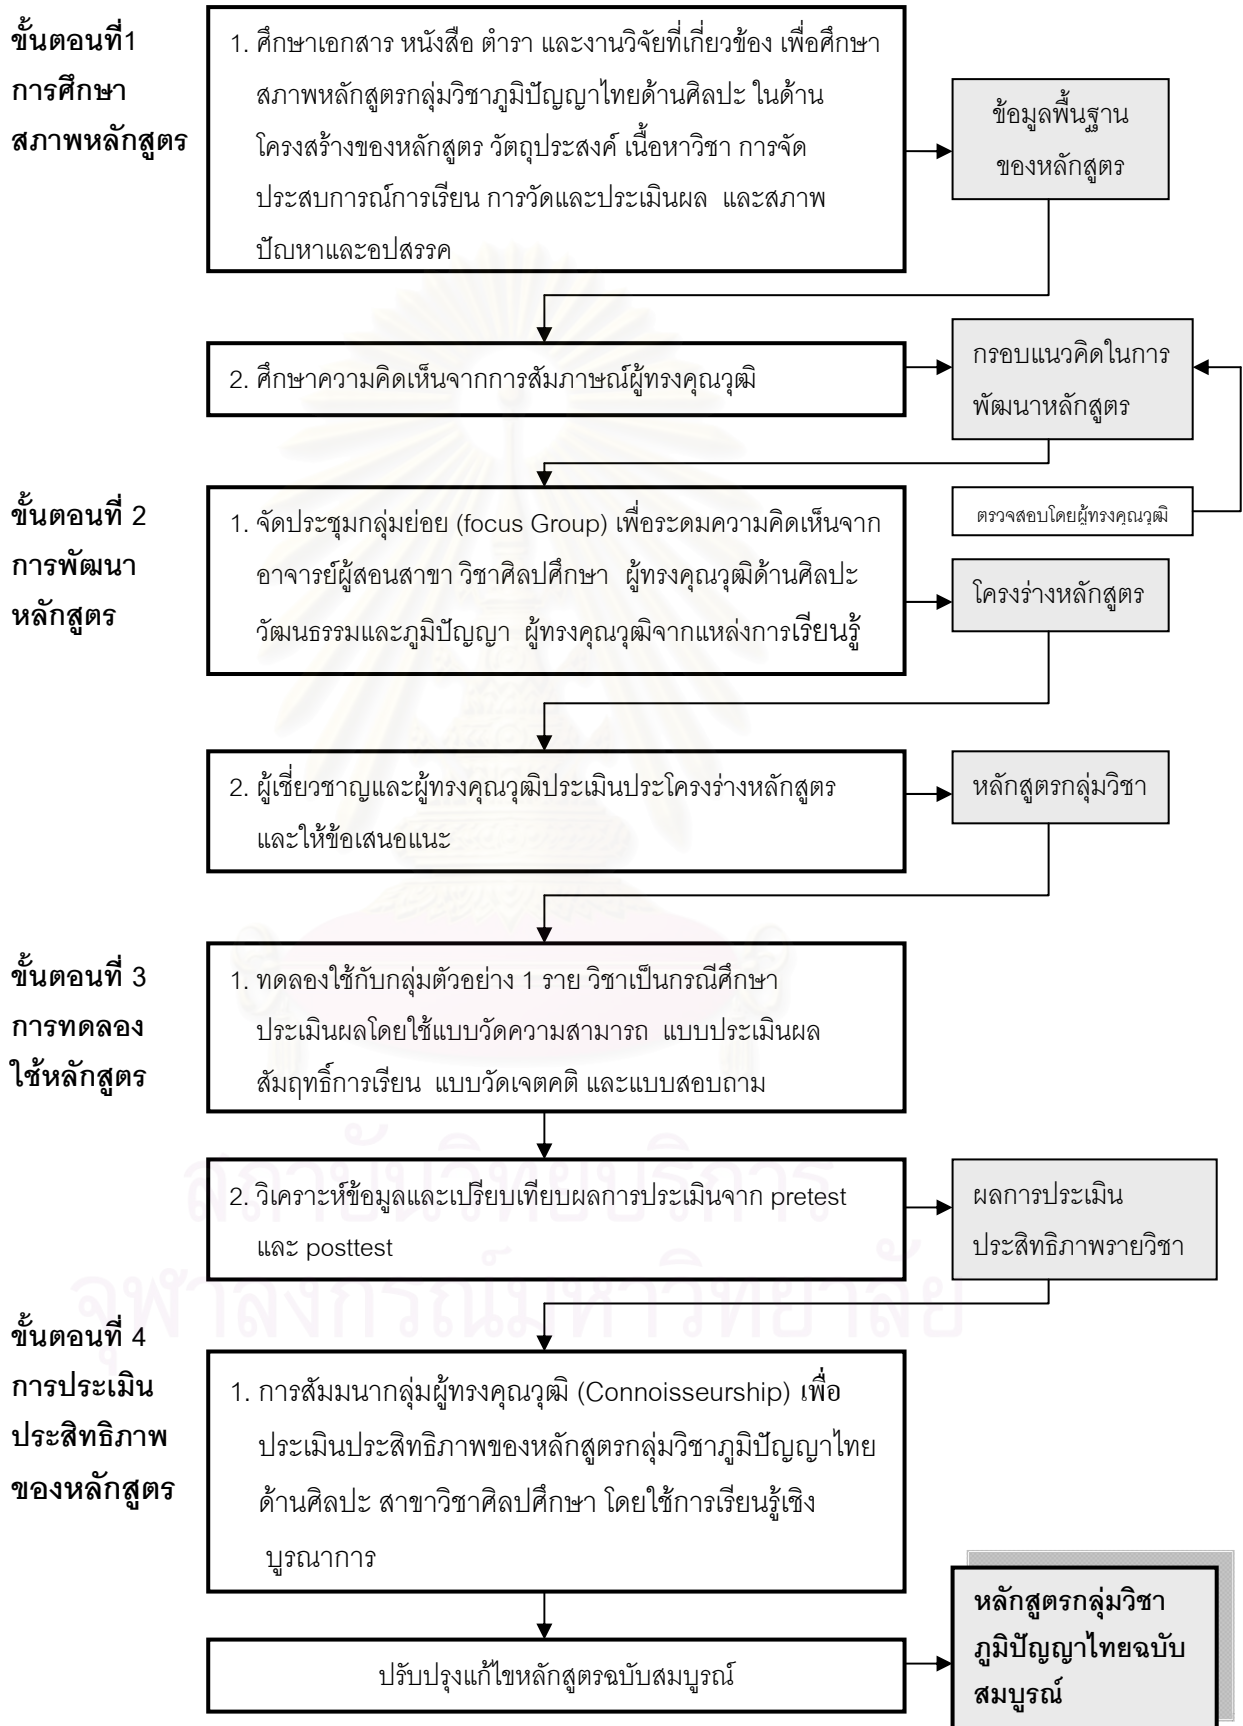 ขั้นตอนที่1
การศึกษา
สภาพหลักสูตร
1. ศึกษาเอกสาร หนังสือ ตำรา และงานวิจัยที่เกี่ยวข้อง เพื่อศึกษา
สภาพหลักสูตรกลุ่มวิชาภูมิปัญญาไทยด้านศิลปะ ในด้าน
โครงสร้างของหลักสูตร วัตถุประสงค์ เนื้อหาวิชา การจัด
ประสบการณ์การเรียน การวัดและประเมินผล และสภาพ
ปัญหาและอุปสรรค
ข้อมูลพื้นฐาน
ของหลักสูตร
2. ศึกษาความคิดเห็นจากการสัมภาษณ์ผู้ทรงคุณวุฒิ
กรอบแนวคิดในการ
พัฒนาหลักสูตร
ตรวจสอบโดยผู้ทรงคุณวุฒิ
ขั้นตอนที่ 2
การพัฒนา
หลักสูตร
1. จัดประชุมกลุ่มย่อย (focus Group) เพื่อระดมความคิดเห็นจาก
อาจารย์ผู้สอนสาขา วิชาศิลปศึกษา ผู้ทรงคุณวุฒิด้านศิลปะ
วัฒนธรรมและภูมิปัญญา ผู้ทรงคุณวุฒิจากแหล่งการเรียนรู้
โครงร่างหลักสูตร
2. ผู้เชี่ยวชาญและผู้ทรงคุณวุฒิประเมินประโครงร่างหลักสูตร
และให้ข้อเสนอแนะ
หลักสูตรกลุ่มวิชา
ขั้นตอนที่ 3
การทดลอง
ใช้หลักสูตร
1. ทดลองใช้กับกลุ่มตัวอย่าง 1 ราย วิชาเป็นกรณีศึกษา
ประเมินผลโดยใช้แบบวัดความสามารถ แบบประเมินผล
สัมฤทธิ์การเรียน แบบวัดเจตคติ และแบบสอบถาม
2. วิเคราะห์ข้อมูลและเปรียบเทียบผลการประเมินจาก pretest
และ posttest
ผลการประเมิน
ประสิทธิภาพรายวิชา
สถาบันวิทยบริการ
จุฬาลงกรณ์มหาวิทยาลัย
ขั้นตอนที่ 4
การประเมิน
ประสิทธิภาพ
ของหลักสูตร
1. การสัมมนากลุ่มผู้ทรงคุณวุฒิ (Connoisseurship) เพื่อ
ประเมินประสิทธิภาพของหลักสูตรกลุ่มวิชาภูมิปัญญาไทย
ด้านศิลปะ สาขาวิชาศิลปศึกษา โดยใช้การเรียนรู้เชิง
บูรณาการ
ปรับปรุงแก้ไขหลักสูตรฉบับสมบูรณ์
หลักสูตรกลุ่มวิชา
ภูมิปัญญาไทยฉบับ
สมบูรณ์